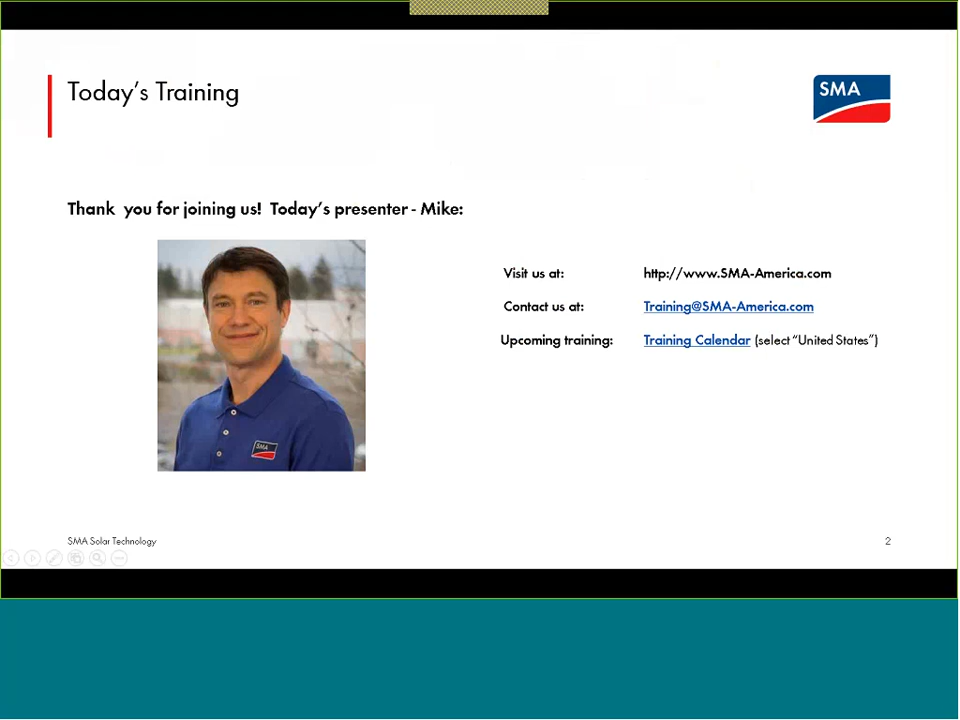 Today's Training
SMA
Thank you for joining us! Today's presenter - Mike:
Visit us at: http://www.SMA-America.com
Contact us at: Training@SMA-America.com
Upcoming training: Training Calendar (select “United States”)
SMA
SMA Solar Technology
2